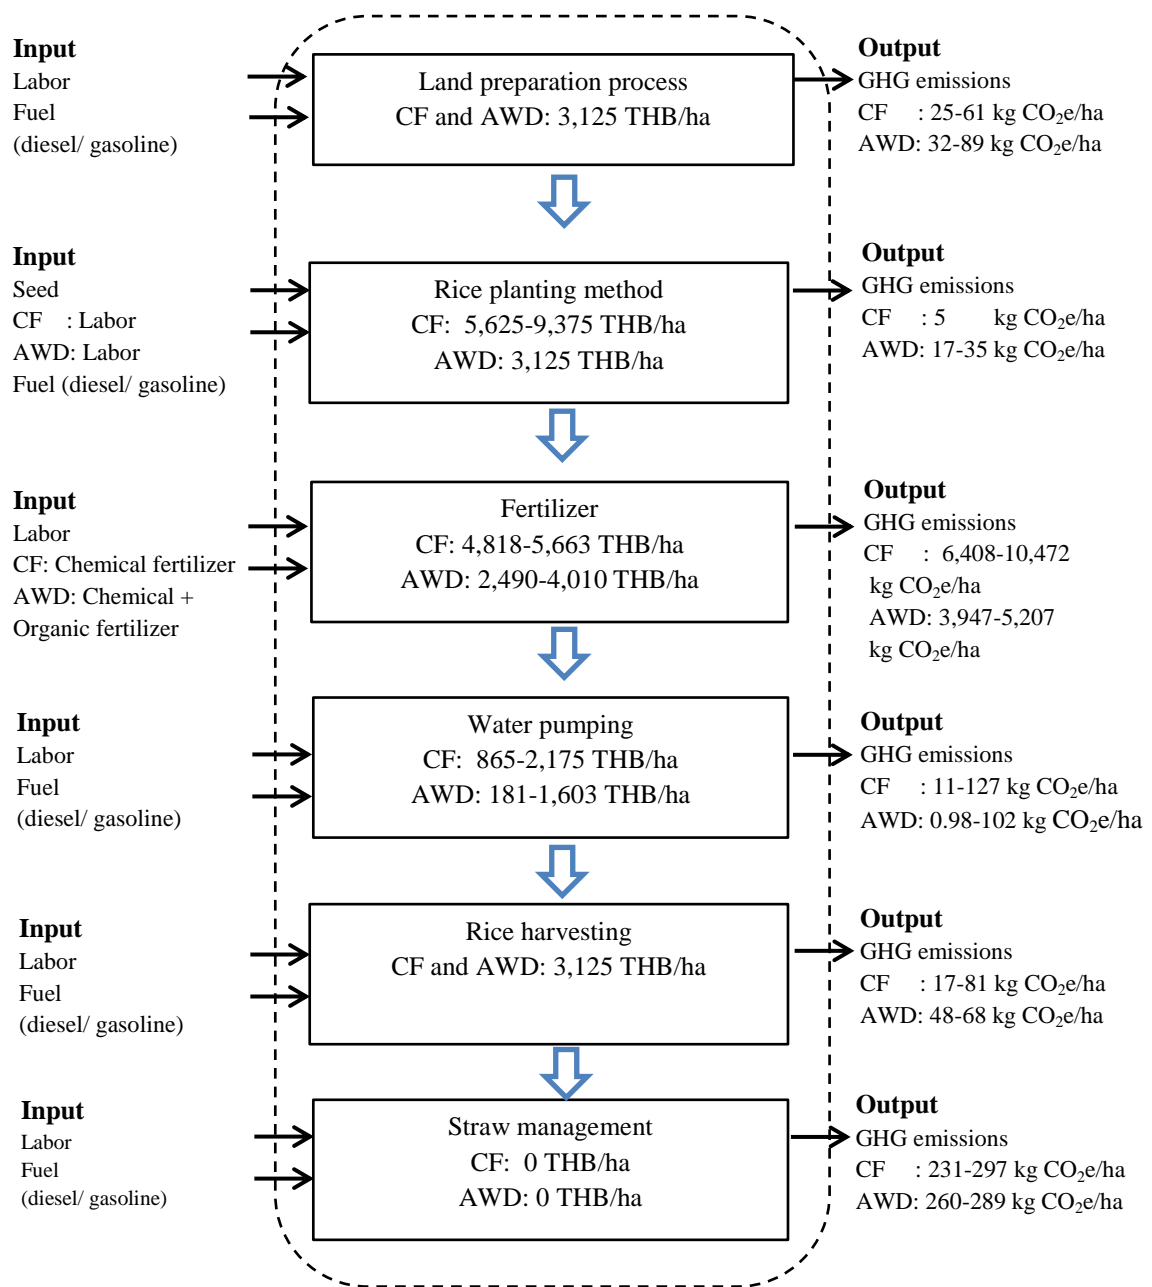 Input
Labor
Fuel
(diesel/ gasoline)
Land preparation process
CF and AWD: 3,125 THB/ha
Output
GHG emissions
CF : 25-61 kg CO₂e/ha
AWD: 32-89 kg CO₂e/ha
Input
Seed
CF : Labor
AWD: Labor
Fuel (diesel/ gasoline)
Rice planting method
CF: 5,625-9,375 THB/ha
AWD: 3,125 THB/ha
Output
GHG emissions
CF : 5 kg CO₂e/ha
AWD: 17-35 kg CO₂e/ha
Input
Labor
CF: Chemical fertilizer
AWD: Chemical +
Organic fertilizer
Fertilizer
CF: 4,818-5,663 THB/ha
AWD: 2,490-4,010 THB/ha
Output
GHG emissions
CF : 6,408-10,472
kg CO₂e/ha
AWD: 3,947-5,207
kg CO₂e/ha
Input
Labor
Fuel
(diesel/ gasoline)
Water pumping
CF: 865-2,175 THB/ha
AWD: 181-1,603 THB/ha
Output
GHG emissions
CF : 11-127 kg CO₂e/ha
AWD: 0.98-102 kg CO₂e/ha
Input
Labor
Fuel
(diesel/ gasoline)
Rice harvesting
CF and AWD: 3,125 THB/ha
Output
GHG emissions
CF : 17-81 kg CO₂e/ha
AWD: 48-68 kg CO₂e/ha
Input
Labor
Fuel
(diesel/ gasoline)
Straw management
CF: 0 THB/ha
AWD: 0 THB/ha
Output
GHG emissions
CF : 231-297 kg CO₂e/ha
AWD: 260-289 kg CO₂e/ha